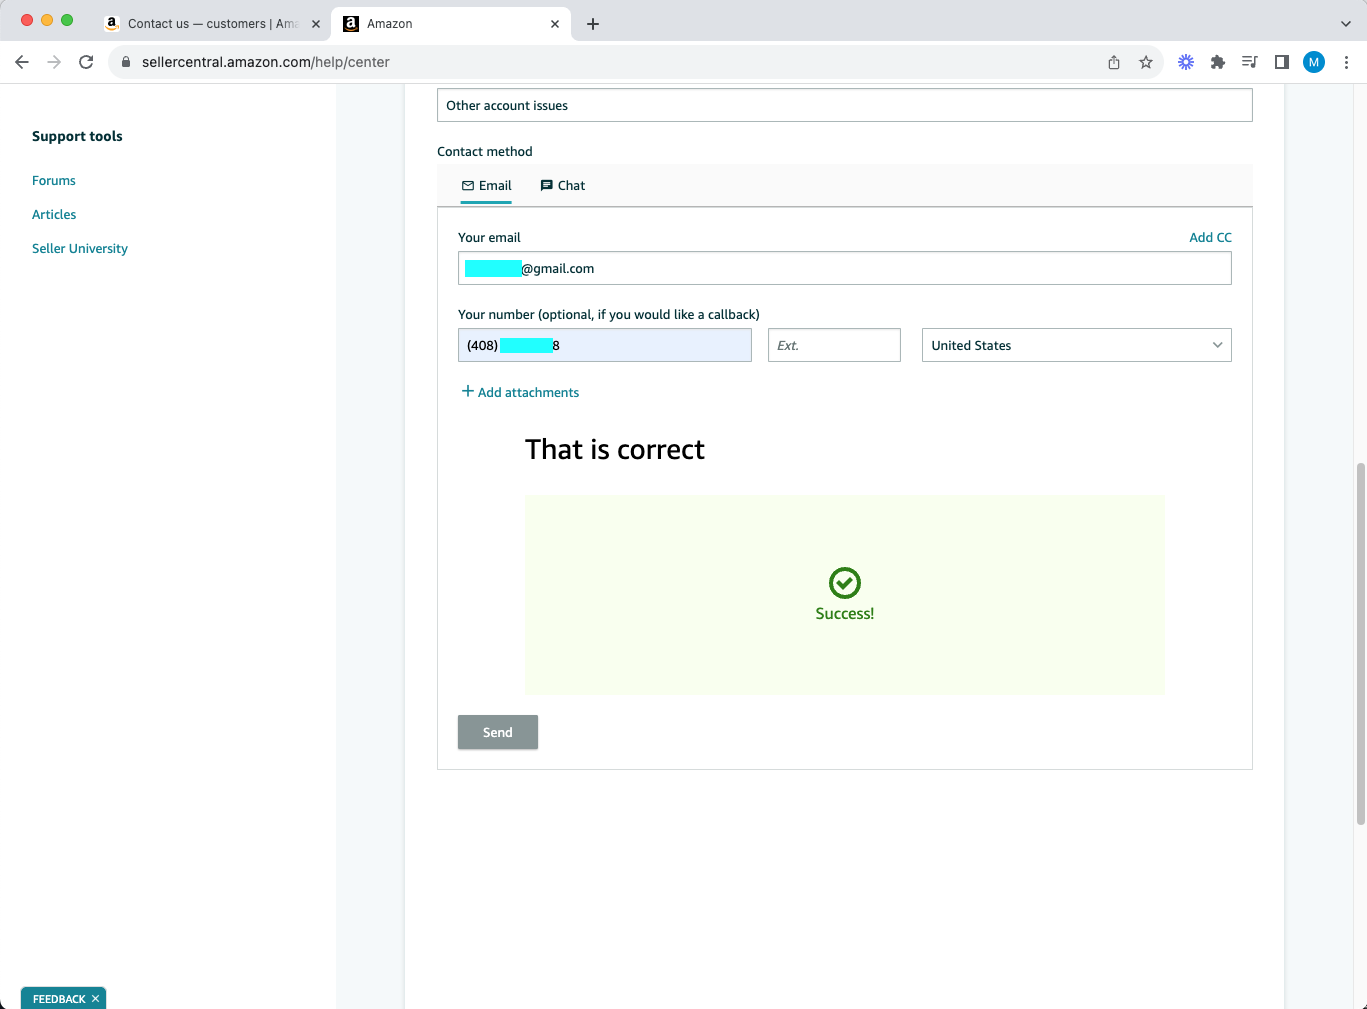 Contact us — customers | Ama
Amazon
sellercentral.amazon.com/help/center
M
Support tools
Forums
Articles
Seller University
Other account issues
Contact method
Email
Chat
Your email
Add CC
@gmail.com
Your number (optional, if you would like a callback)
(408) 8
Ext.
United States
+ Add attachments
That is correct
Success!
Send
FEEDBACK ×